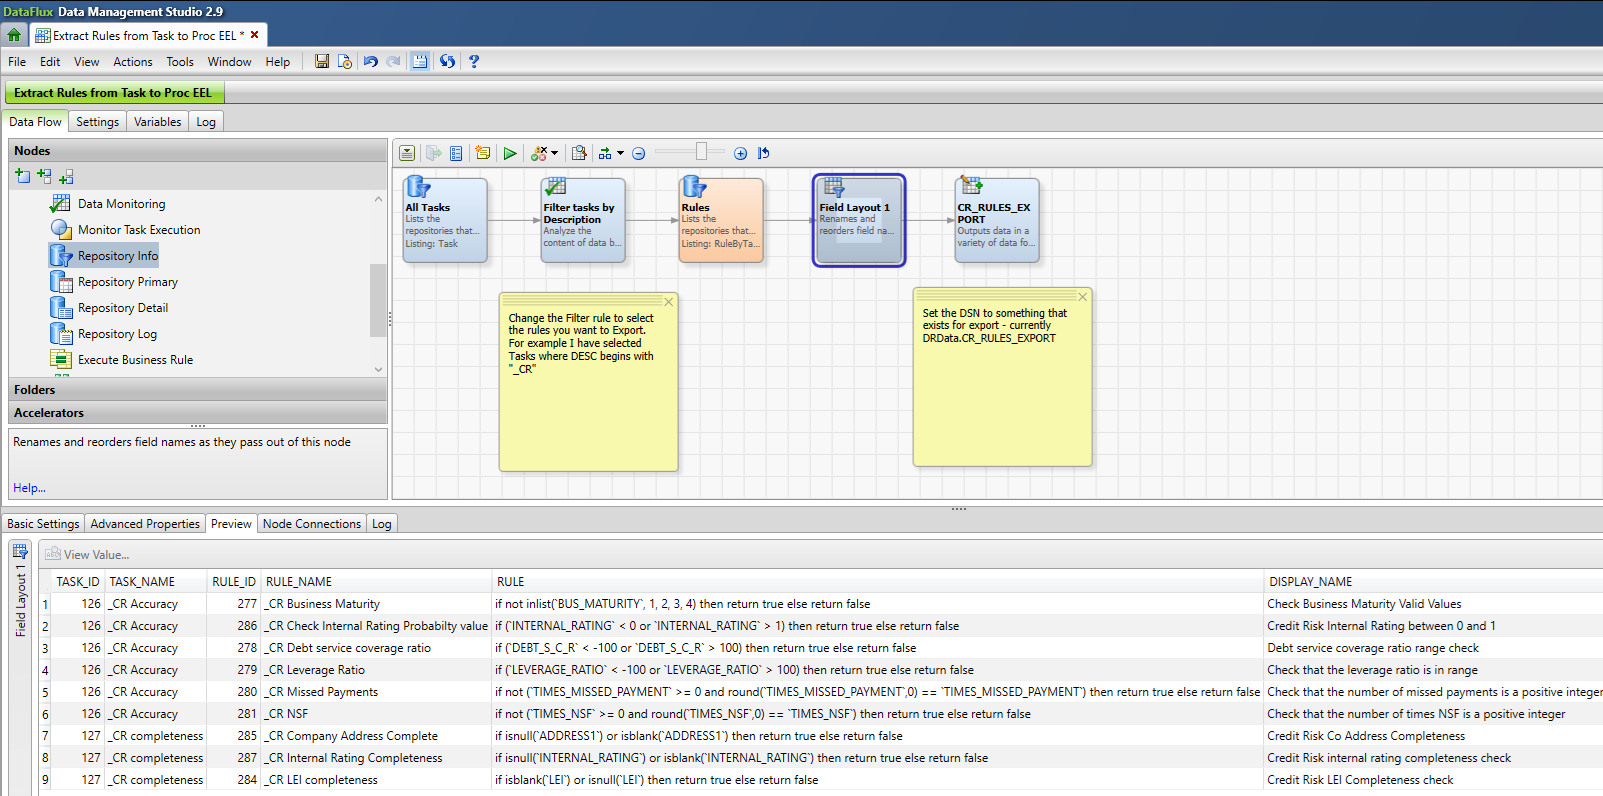 DataFlux Data Management Studio 2.9
Extract Rules from Task to Proc EEL *
File Edit View Actions Tools Window Help
Extract Rules from Task to Proc EEL
Data Flow Settings Variables Log
Nodes
Data Monitoring
Monitor Task Execution
Repository Info
Repository Primary
Repository Detail
Repository Log
Execute Business Rule
Folders
Accelerators
Renames and reorders field names as they pass out of this node
Help...
All Tasks
Lists the
repositories that...
Listing: Task
Filter tasks by
Description
Analyze the
content of data b...
Rules
Lists the
repositories that...
Listing: RuleByTa...
Field Layout 1
Renames and
reorders field na...
CR_RULES_EX
PORT
Outputs data in a
variety of data fo...
Change the Filter rule to select
the rules you want to Export.
For example I have selected
Tasks where DESC begins with
"_CR"
Set the DSN to something that
exists for export - currently
DRData.CR_RULES_EXPORT
Basic Settings Advanced Properties Preview Node Connections Log
Field Layout 1
View Value...
TASK_ID TASK_NAME RULE_ID RULE_NAME RULE DISPLAY_NAME
1 126 _CR Accuracy 277 _CR Business Maturity if not inlist(`BUS_MATURITY`, 1, 2, 3, 4) then return true else return false Check Business Maturity Valid Values
2 126 _CR Accuracy 286 _CR Check Internal Rating Probabilty value if (`INTERNAL_RATING` < 0 or `INTERNAL_RATING` > 1) then return true else return false Credit Risk Internal Rating between 0 and 1
3 126 _CR Accuracy 278 _CR Debt service coverage ratio if (`DEBT_S_C_R` < -100 or `DEBT_S_C_R` > 100) then return true else return false Debt service coverage ratio range check
4 126 _CR Accuracy 279 _CR Leverage Ratio if (`LEVERAGE_RATIO` < -100 or `LEVERAGE_RATIO` > 100) then return true else return false Check that the leverage ratio is in range
5 126 _CR Accuracy 280 _CR Missed Payments if not (`TIMES_MISSED_PAYMENT` >= 0 and round(`TIMES_MISSED_PAYMENT`,0) == `TIMES_MISSED_PAYMENT`) then return true else return false Check that the number of missed payments is a positive integer
6 126 _CR Accuracy 281 _CR NSF if not (`TIMES_NSF` >= 0 and round(`TIMES_NSF`,0) == `TIMES_NSF`) then return true else return false Check that the number of times NSF is a positive integer
7 127 _CR completeness 285 _CR Company Address Complete if isnull(`ADDRESS1`) or isblank(`ADDRESS1`) then return true else return false Credit Risk Co Address Completeness
8 127 _CR completeness 287 _CR Internal Rating Completeness if isnull(`INTERNAL_RATING`) or isblank(`INTERNAL_RATING`) then return true else return false Credit Risk internal rating completeness check
9 127 _CR completeness 284 _CR LEI completeness if isblank(`LEI`) or isnull(`LEI`) then return true else return false Credit Risk LEI Completeness check